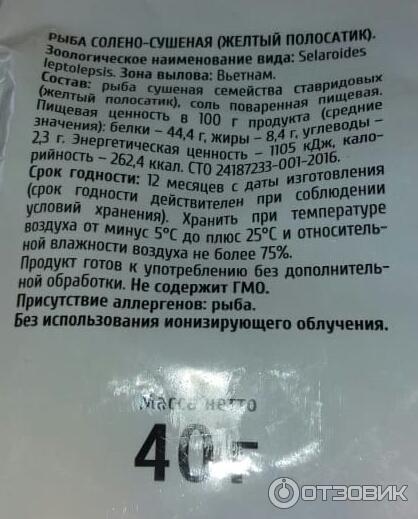 РЫБА СОЛЕНО-СУШЕНАЯ (ЖЕЛТЫЙ ПОЛОСАТИК).
Зоологическое наименование вида: Selaroides
leptolepsis. Зона вылова: Вьетнам.
Состав: рыба сушеная семейства ставридовых
(желтый полосатик), соль поваренная пищевая.
Пищевая ценность в 100 г продукта (средние
значения): белки – 44,4 г, жиры – 8,4 г, углеводы –
2,3 г. Энергетическая ценность – 1105 кДж, кало-
рийность – 262,4 ккал. СТО 24187233-001-2016.
Срок годности: 12 месяцев с даты изготовления
(срок годности действителен при соблюдении
условий хранения). Хранить при температуре
воздуха от минус 5°С до плюс 25°С и относитель-
ной влажности воздуха не более 75%.
Продукт готов к употреблению без дополнитель-
ной обработки. Не содержит ГМО.
Присутствие аллергенов: рыба.
Без использования ионизирующего облучения.
Масса нетто
40 г
ОТЗОВИК